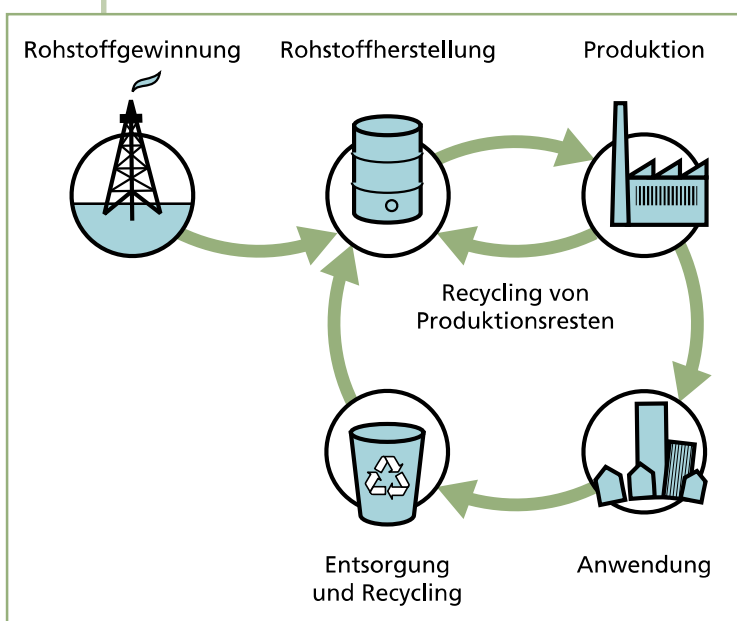 Rohstoffgewinnung
Rohstoffherstellung
Produktion
Recycling von
Produktionsresten
Entsorgung
und Recycling
Anwendung